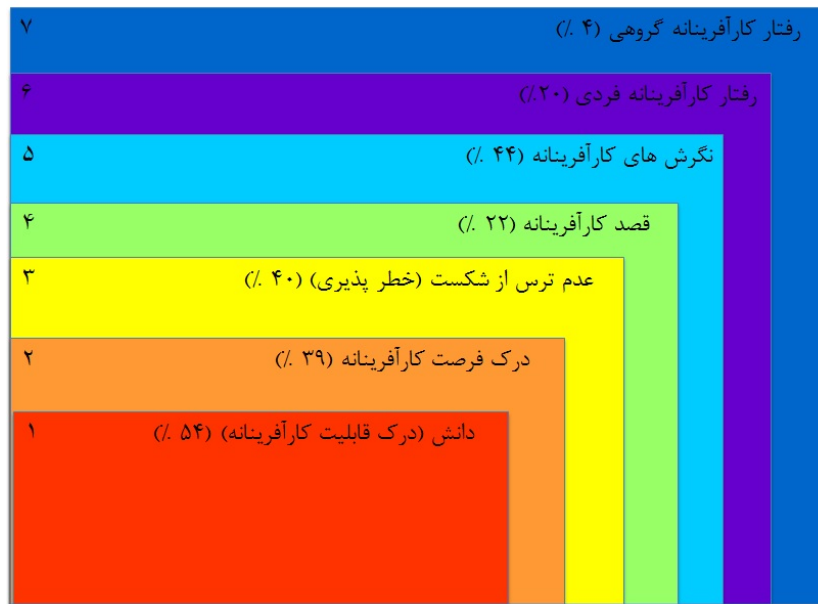 رفتار کارآفرینانه گروهی (۴ ٪) ۷
رفتار کارآفرینانه فردی (۲۰٪) ۶
نگرش های کارآفرینانه (۴۴ ٪) ۵
قصد کارآفرینانه (۲۲ ٪) ۴
عدم ترس از شکست (خطر پذیری) (۴۰ ٪) ۳
درک فرصت کارآفرینانه (۳۹ ٪) ۲
دانش (درک قابلیت کارآفرینانه) (۵۴ ٪) ۱